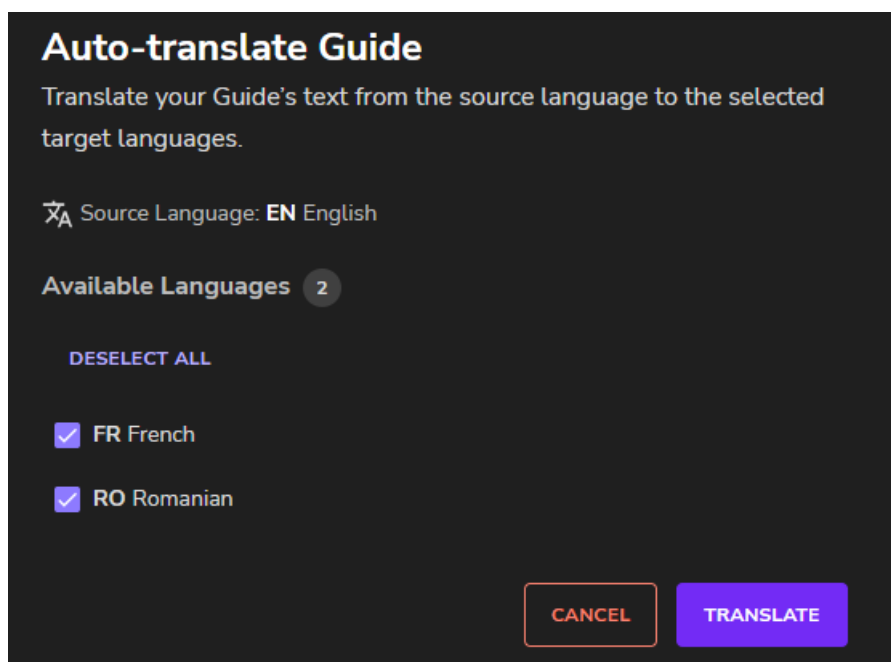 Auto-translate Guide
Translate your Guide’s text from the source language to the selected
target languages.
Source Language: EN English
Available Languages 2
DESELECT ALL
FR French
RO Romanian
CANCEL TRANSLATE